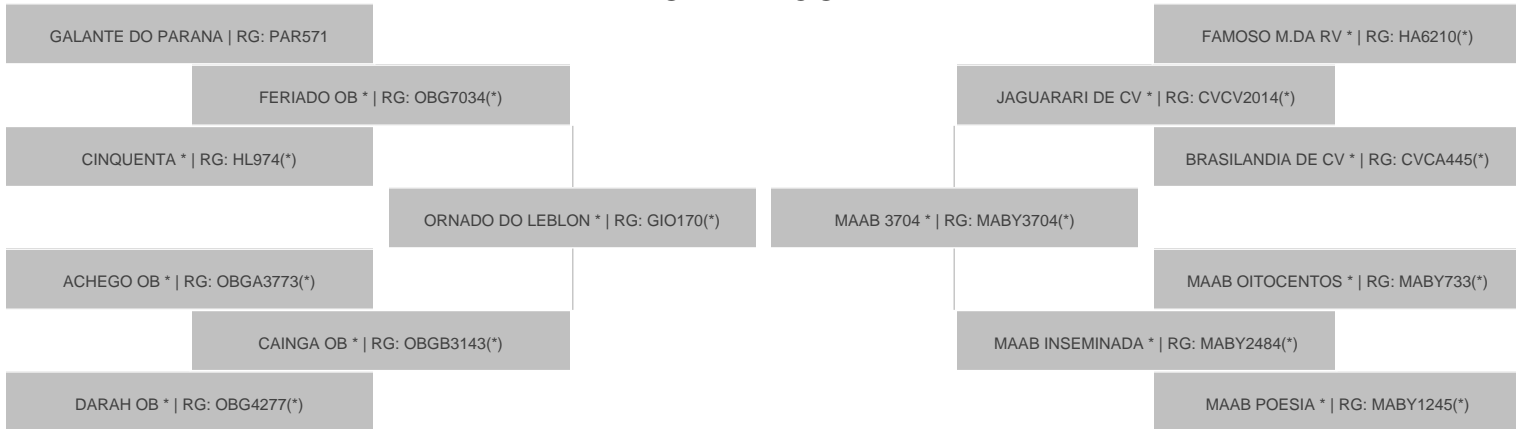 GALANTE DO PARANA | RG: PAR571
FAMOSO M.DA RV * | RG: HA6210(*)
FERIADO OB * | RG: OBG7034(*)
JAGUARARI DE CV * | RG: CVCV2014(*)
CINQUENTA * | RG: HL974(*)
BRASILANDIA DE CV * | RG: CVCA445(*)
ORNADO DO LEBLON * | RG: GIO170(*)
MAAB 3704 * | RG: MABY3704(*)
ACHEGO OB * | RG: OBGA3773(*)
MAAB OITOCENTOS * | RG: MABY733(*)
CAINGA OB * | RG: OBGB3143(*)
MAAB INSEMINADA * | RG: MABY2484(*)
DARAH OB * | RG: OBG4277(*)
MAAB POESIA * | RG: MABY1245(*)